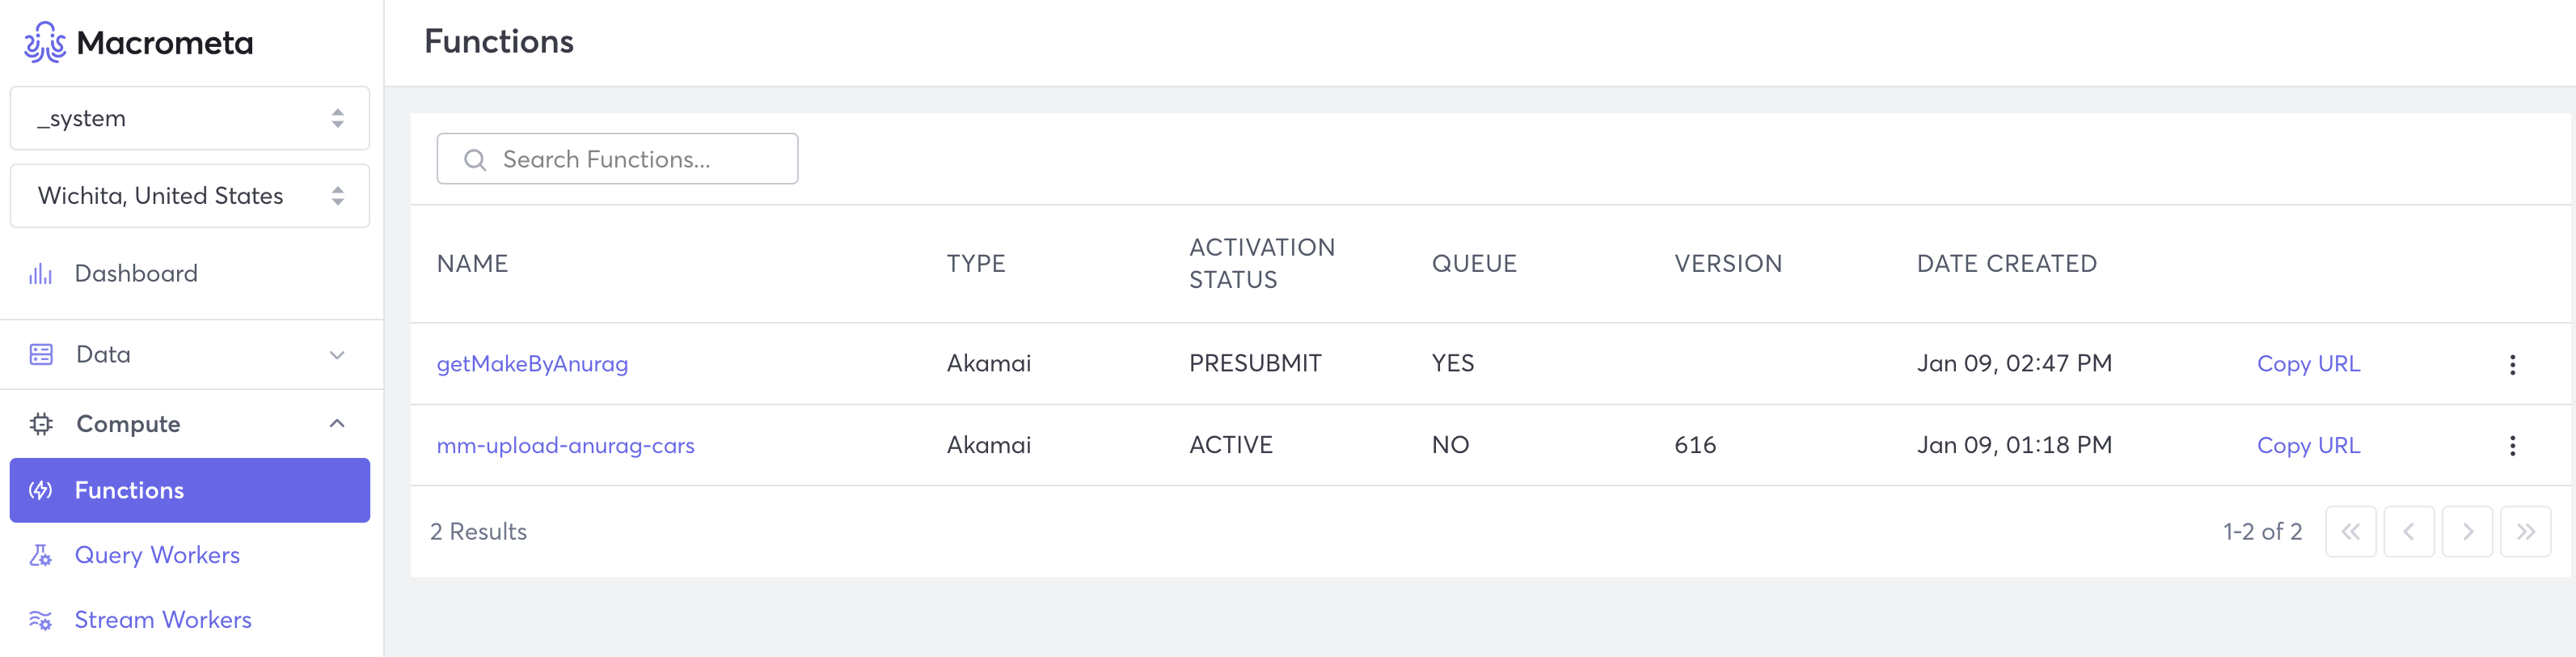 Macrometa
_system
Wichita, United States
Dashboard
Data
Compute
Functions
Query Workers
Stream Workers
Functions
Search Functions...
NAME TYPE ACTIVATION STATUS QUEUE VERSION DATE CREATED
getMakeByAnurag Akamai PRESUBMIT YES Jan 09, 02:47 PM Copy URL
mm-upload-anurag-cars Akamai ACTIVE NO 616 Jan 09, 01:18 PM Copy URL
2 Results 1-2 of 2